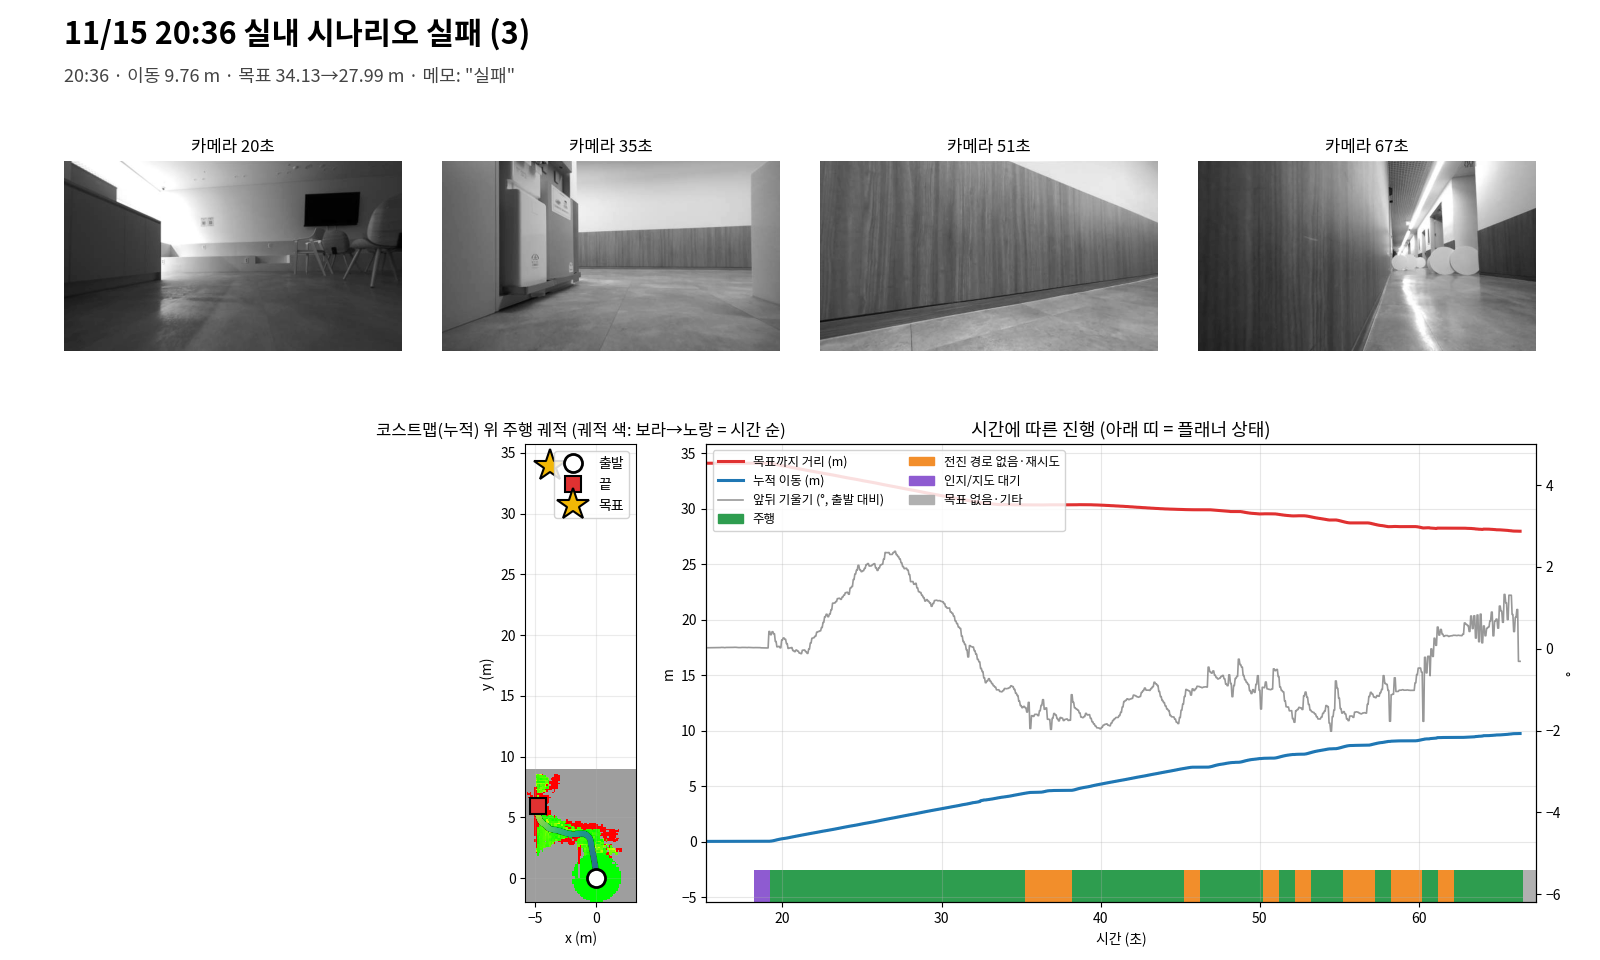 11/15 20:36 실내 시나리오 실패 (3)
20:36 · 이동 9.76 m · 목표 34.13→27.99 m · 메모: "실패"
카메라 20초
카메라 35초
카메라 51초
카메라 67초
코스트맵(누적) 위 주행 궤적 (궤적 색: 보라→노랑 = 시간 순)
출발
끝
목표
35
30
25
20
15
10
5
0
y (m)
−5 0
x (m)
시간에 따른 진행 (아래 띠 = 플래너 상태)
목표까지 거리 (m)
누적 이동 (m)
앞뒤 기울기 (°, 출발 대비)
주행
전진 경로 없음·재시도
인지/지도 대기
목표 없음·기타
35
30
25
20
15
10
5
0
−5
m
4
2
0
−2
−4
−6
°
20 30 40 50 60
시간 (초)